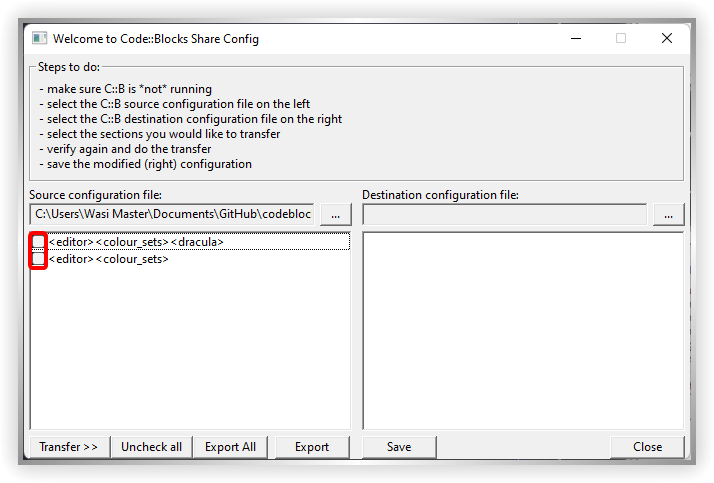 Welcome to Code::Blocks Share Config
Steps to do:
- make sure C::B is *not* running
- select the C::B source configuration file on the left
- select the C::B destination configuration file on the right
- select the sections you would like to transfer
- verify again and do the transfer
- save the modified (right) configuration
Source configuration file:
Destination configuration file:
C:\Users\Wasi Master\Documents\GitHub\codebloc
...
...
<editor><colour_sets><dracula>
<editor><colour_sets>
Transfer >>
Uncheck all
Export All
Export
Save
Close